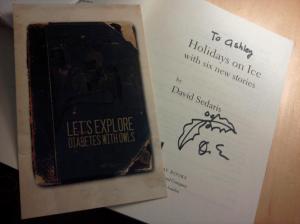 LET'S EXPLORE
DIABETES WITH OWLS
To Ashley
Holidays on Ice
with six new stories
by
David Sedaris